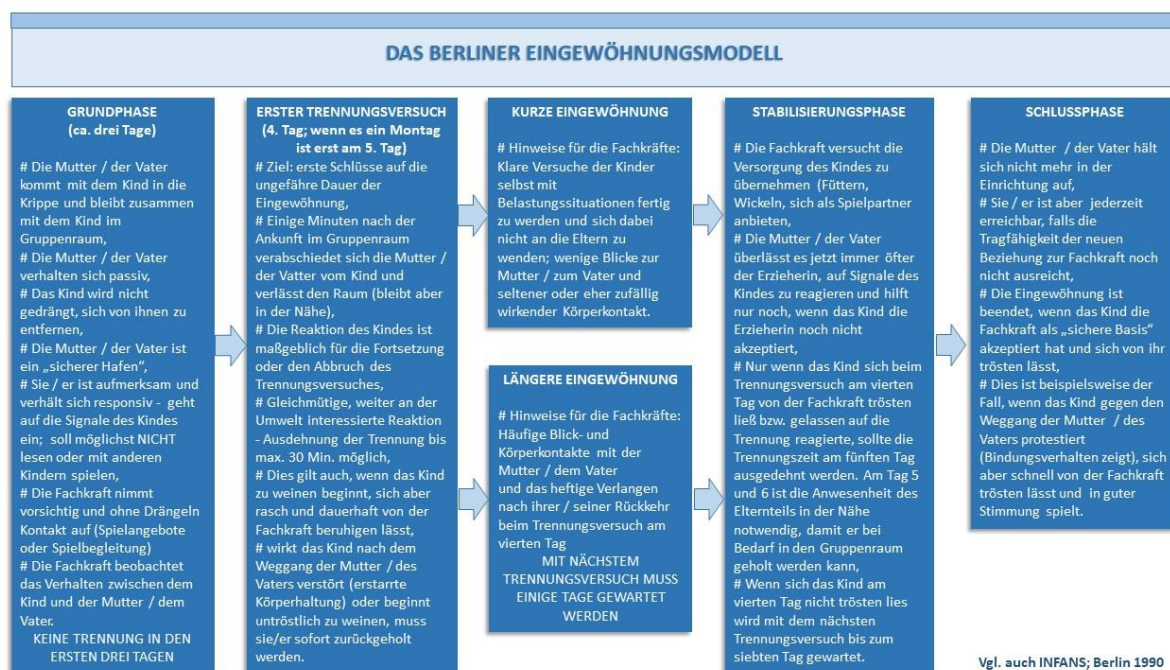 DAS BERLINER EINGEWÖHNUNGSMODELL
GRUNDPHASE
(ca. drei Tage)
# Die Mutter / der Vater
kommt mit dem Kind in die
Krippe und bleibt zusammen
mit dem Kind im
Gruppenraum,
# Die Mutter / der Vater
verhalten sich passiv,
# Das Kind wird nicht
gedrängt, sich von ihnen zu
entfernen,
# Die Mutter / der Vater ist
ein „sicherer Hafen“,
# Sie / er ist aufmerksam und
verhält sich responsiv - geht
auf die Signale des Kindes
ein; soll möglichst NICHT
lesen oder mit anderen
Kindern spielen,
# Die Fachkraft nimmt
vorsichtig und ohne Drängeln
Kontakt auf (Spielangebote
oder Spielbegleitung)
# Die Fachkraft beobachtet
das Verhalten zwischen dem
Kind und der Mutter / dem
Vater.
KEINE TRENNUNG IN DEN
ERSTEN DREI TAGEN
ERSTER TRENNUNGSVERSUCH
(4. Tag; wenn es ein Montag
ist erst am 5. Tag)
# Ziel: erste Schlüsse auf die
ungefähre Dauer der
Eingewöhnung,
# Einige Minuten nach der
Ankunft im Gruppenraum
verabschiedet sich die Mutter /
der Vatter vom Kind und
verlässt den Raum (bleibt aber
in der Nähe),
# Die Reaktion des Kindes ist
maßgeblich für die Fortsetzung
oder den Abbruch des
Trennungsversuches,
# Gleichmütige, weiter an der
Umwelt interessierte Reaktion
- Ausdehnung der Trennung bis
max. 30 Min. möglich,
# Dies gilt auch, wenn das Kind
zu weinen beginnt, sich aber
rasch und dauerhaft von der
Fachkraft beruhigen lässt,
# wirkt das Kind nach dem
Weggang der Mutter / des
Vaters verstört (erstarrte
Körperhaltung) oder beginnt
untröstlich zu weinen, muss
sie/er sofort zurückgeholt
werden.
KURZE EINGEWÖHNUNG
# Hinweise für die Fachkräfte:
Klare Versuche der Kinder
selbst mit
Belastungssituationen fertig
zu werden und sich dabei
nicht an die Eltern zu
wenden; wenige Blicke zur
Mutter / zum Vater und
seltener oder eher zufällig
wirkender Körperkontakt.
LÄNGERE EINGEWÖHNUNG
# Hinweise für die Fachkräfte:
Häufige Blick- und
Körperkontakte mit der
Mutter / dem Vater
und das heftige Verlangen
nach ihrer / seiner Rückkehr
beim Trennungsversuch am
vierten Tag
MIT NÄCHSTEM
TRENNUNGSVERSUCH MUSS
EINIGE TAGE GEWARTET
WERDEN
STABILISIERUNGSPHASE
# Die Fachkraft versucht die
Versorgung des Kindes zu
übernehmen (Füttern,
Wickeln, sich als Spielpartner
anbieten,
# Die Mutter / der Vater
überlässt es jetzt immer öfter
der Erzieherin, auf Signale des
Kindes zu reagieren und hilft
nur noch, wenn das Kind die
Erzieherin noch nicht
akzeptiert,
# Nur wenn das Kind sich beim
Trennungsversuch am vierten
Tag von der Fachkraft trösten
ließ bzw. gelassen auf die
Trennung reagierte, sollte die
Trennungszeit am fünften Tag
ausgedehnt werden. Am Tag 5
und 6 ist die Anwesenheit des
Elternteils in der Nähe
notwendig, damit er bei
Bedarf in den Gruppenraum
geholt werden kann,
# Wenn sich das Kind am
vierten Tag nicht trösten lies
wird mit dem nächsten
Trennungsversuch bis zum
siebten Tag gewartet.
SCHLUSSPHASE
# Die Mutter / der Vater hält
sich nicht mehr in der
Einrichtung auf,
# Sie / er ist aber jederzeit
erreichbar, falls die
Tragfähigkeit der neuen
Beziehung zur Fachkraft noch
nicht ausreicht,
# Die Eingewöhnung ist
beendet, wenn das Kind die
Fachkraft als „sichere Basis“
akzeptiert hat und sich von ihr
trösten lässt,
# Dies ist beispielsweise der
Fall, wenn das Kind gegen den
Weggang der Mutter / des
Vaters protestiert
(Bindungsverhalten zeigt), sich
aber schnell von der Fachkraft
trösten lässt und in guter
Stimmung spielt.
Vgl. auch INFANS; Berlin 1990